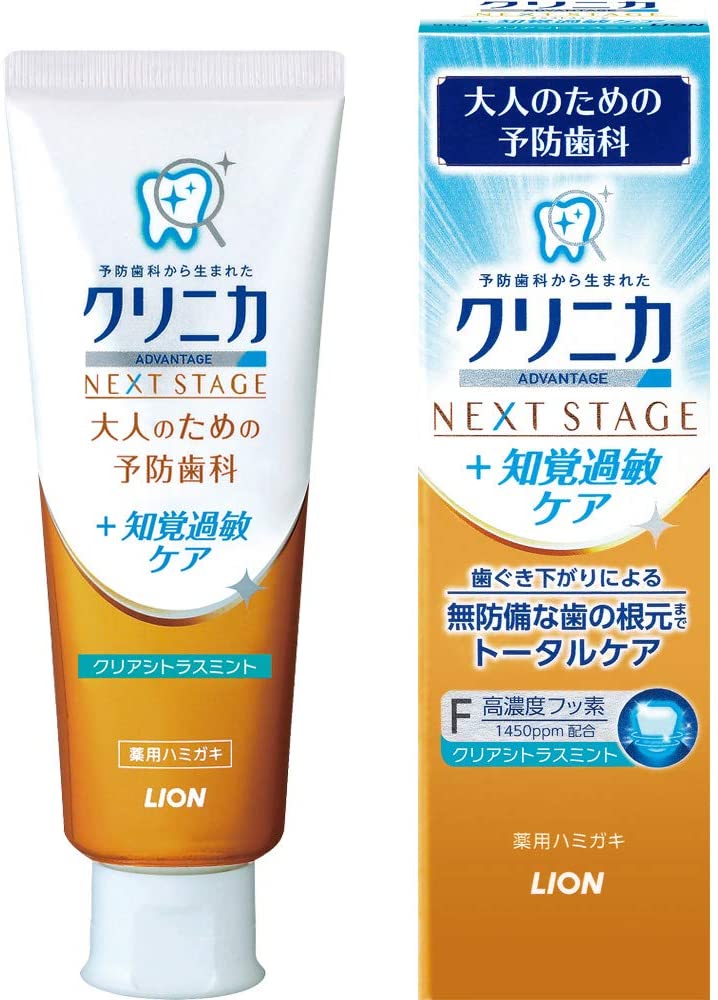 予防歯科から生まれた
クリニカ
ADVANTAGE
NEXT STAGE
大人のための
予防歯科
+知覚過敏
ケア
クリアシトラスミント
薬用ハミガキ
LION
大人のための
予防歯科
予防歯科から生まれた
クリニカ
ADVANTAGE
NEXT STAGE
+知覚過敏
ケア
歯ぐき下がりによる
無防備な歯の根元まで
トータルケア
F 高濃度フッ素
1450ppm配合
クリアシトラスミント
薬用ハミガキ
LION